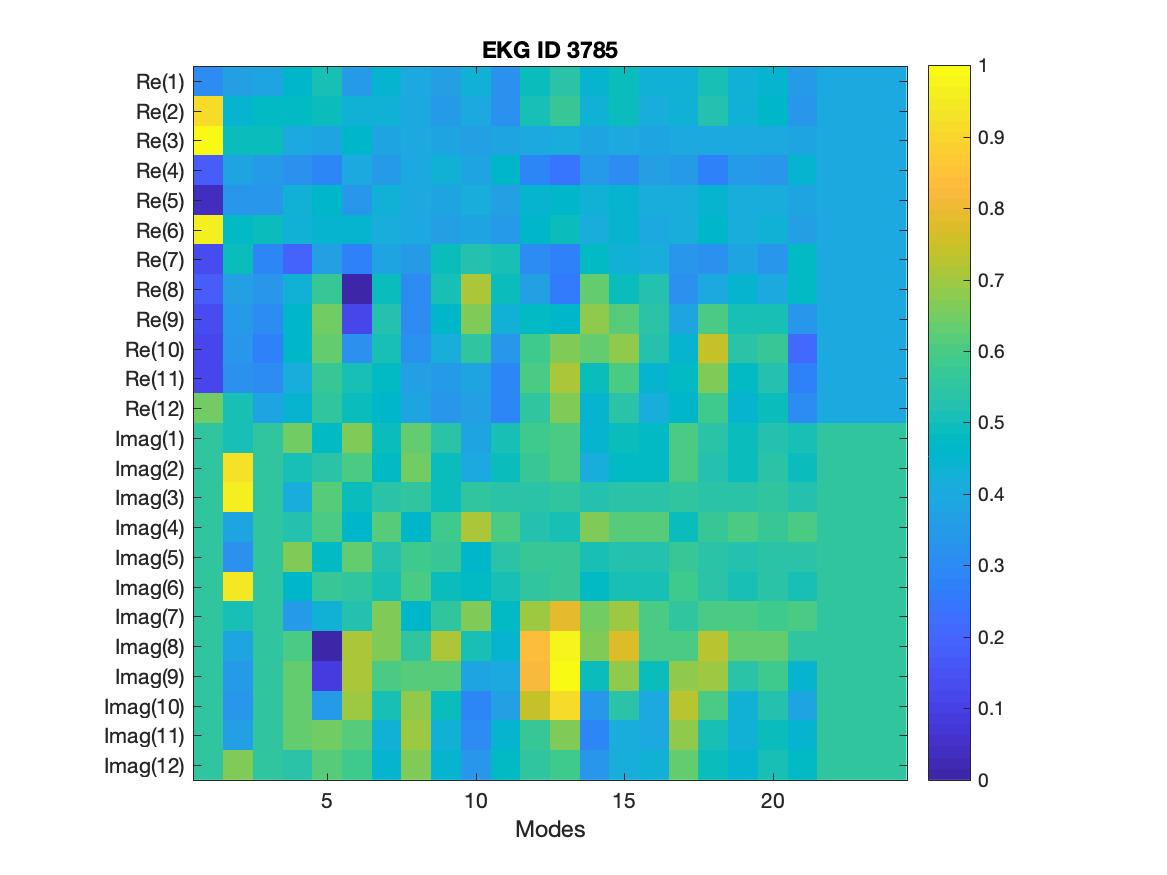 EKG ID 3785
Re(1)
Re(2)
Re(3)
Re(4)
Re(5)
Re(6)
Re(7)
Re(8)
Re(9)
Re(10)
Re(11)
Re(12)
Imag(1)
Imag(2)
Imag(3)
Imag(4)
Imag(5)
Imag(6)
Imag(7)
Imag(8)
Imag(9)
Imag(10)
Imag(11)
Imag(12)
5 10 15 20
Modes
1
0.9
0.8
0.7
0.6
0.5
0.4
0.3
0.2
0.1
0